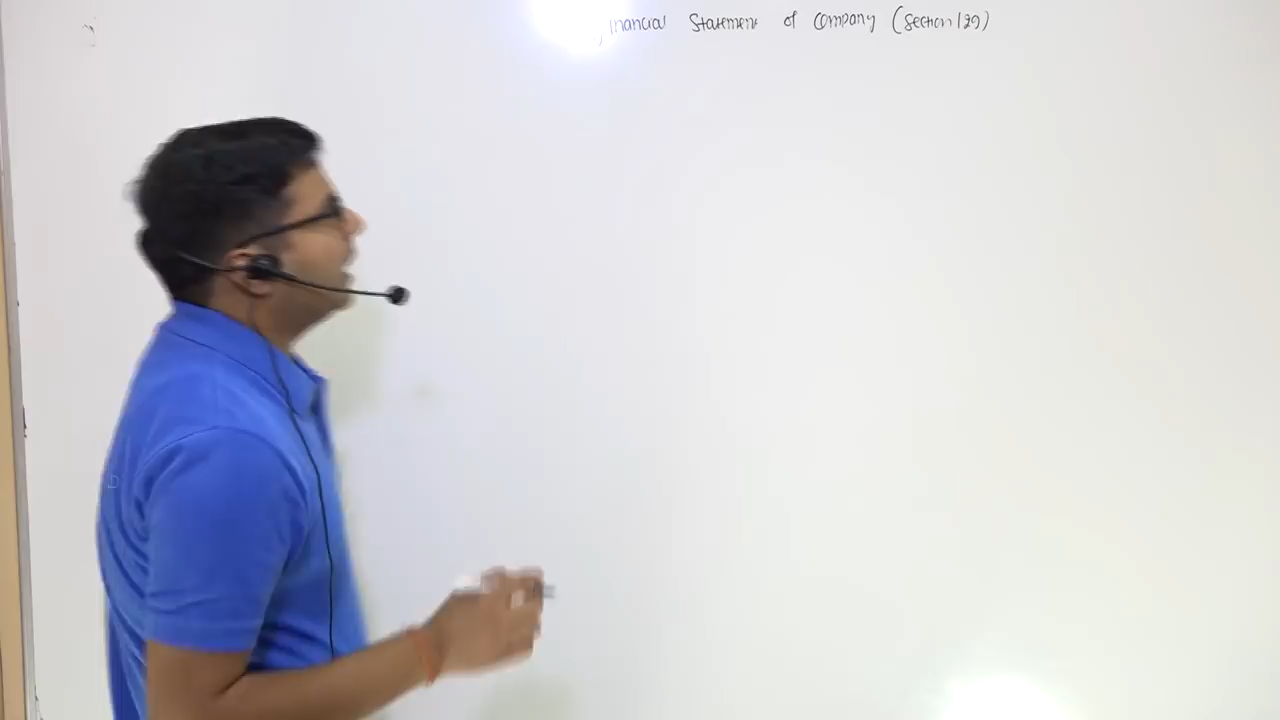 Financial Statement of Company (Section 129)